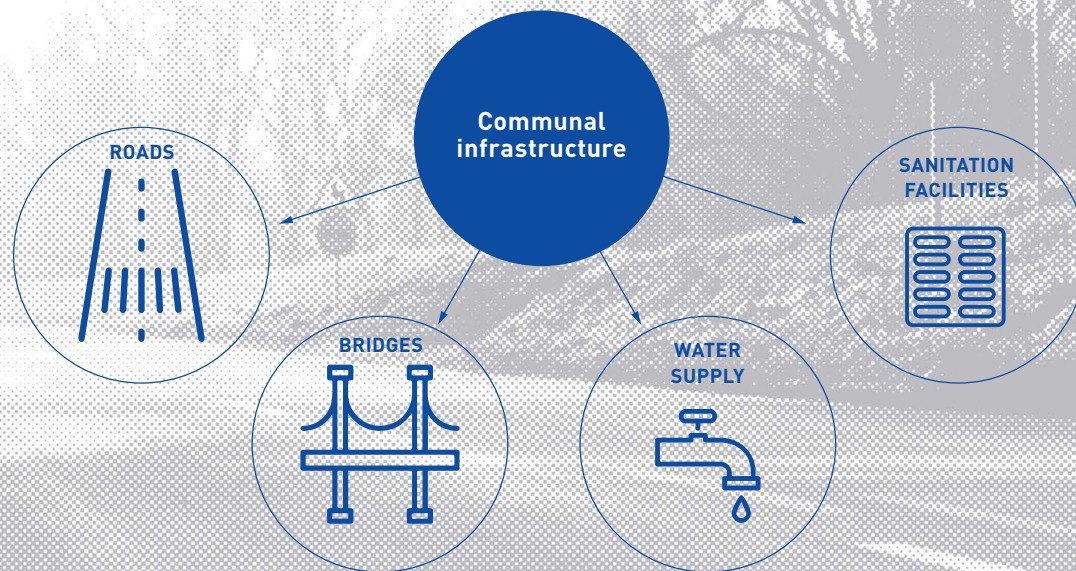 Communal
infrastructure
ROADS
SANITATION
FACILITIES
BRIDGES
WATER
SUPPLY